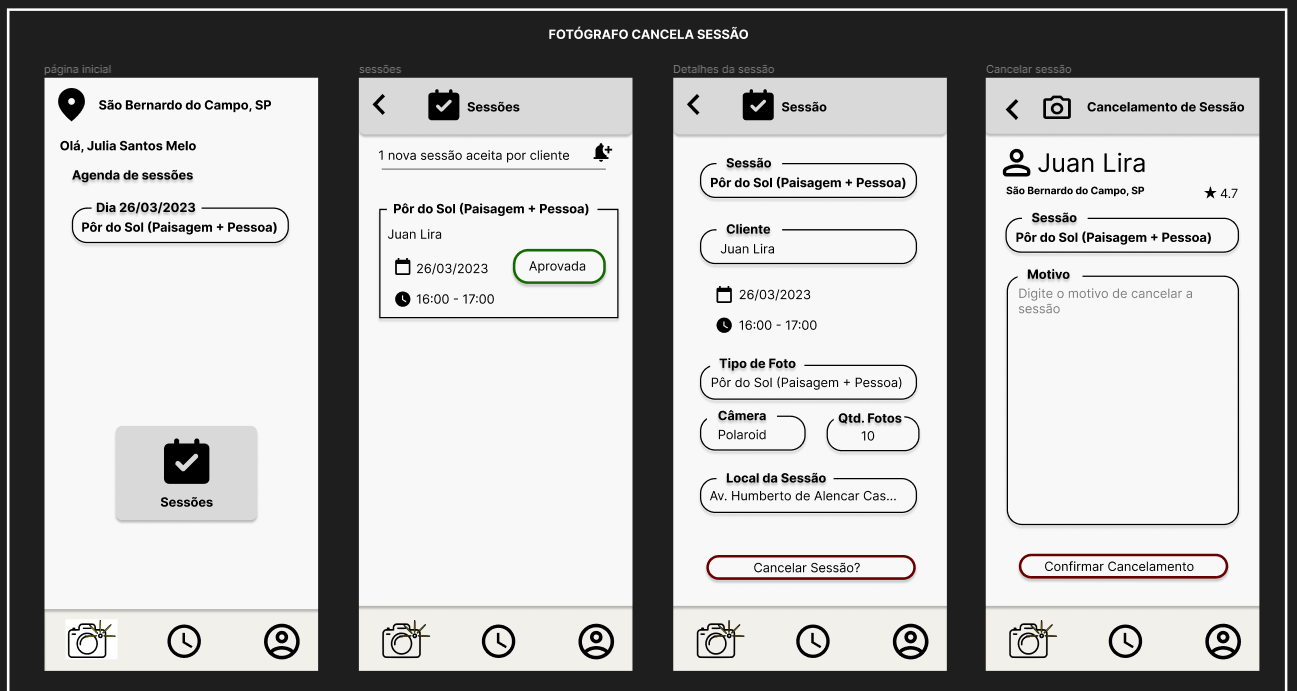 FOTÓGRAFO CANCELA SESSÃO
página inicial
São Bernardo do Campo, SP
Olá, Julia Santos Melo
Agenda de sessões
Dia 26/03/2023
Pôr do Sol (Paisagem + Pessoa)
Sessões
sessões
Sessões
1 nova sessão aceita por cliente
Pôr do Sol (Paisagem + Pessoa)
Juan Lira
26/03/2023
Aprovada
16:00 - 17:00
Detalhes da sessão
Sessão
Sessão
Pôr do Sol (Paisagem + Pessoa)
Cliente
Juan Lira
26/03/2023
16:00 - 17:00
Tipo de Foto
Pôr do Sol (Paisagem + Pessoa)
Câmera
Polaroid
Qtd. Fotos
10
Local da Sessão
Av. Humberto de Alencar Cas...
Cancelar Sessão?
Cancelar sessão
Cancelamento de Sessão
Juan Lira
São Bernardo do Campo, SP
4.7
Sessão
Pôr do Sol (Paisagem + Pessoa)
Motivo
Digite o motivo de cancelar a
sessão
Confirmar Cancelamento